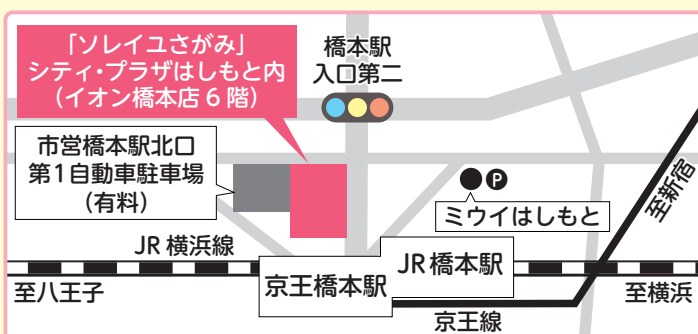 「ソレイユさがみ」
シティ・プラザはしもと内
（イオン橋本店6階）
橋本駅
入口第二
市営橋本駅北口
第1自動車駐車場
(有料)
P
ミウイはしもと
至新宿
JR横浜線
JR橋本駅
京王橋本駅
至八王子
至横浜
京王線